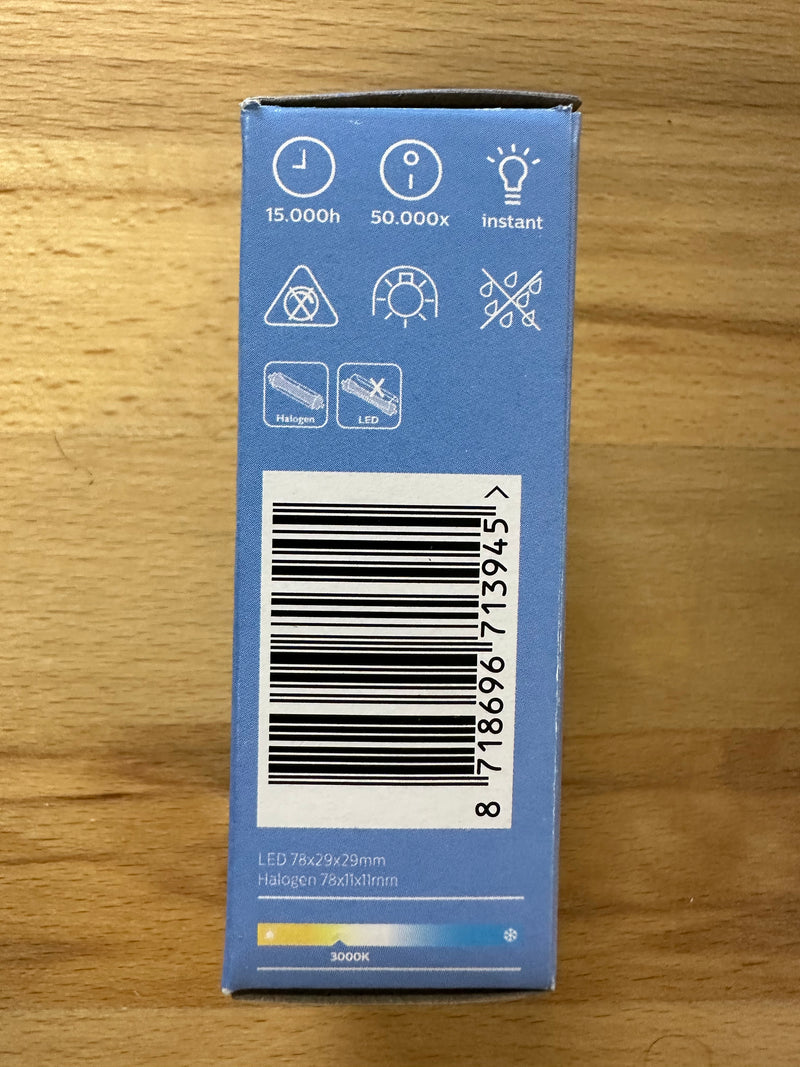 15.000h
50.000x
instant
Halogen
LED
8 718696 713945 >
LED 78x29x29mm
Halogen 78x11x11mm
3000K